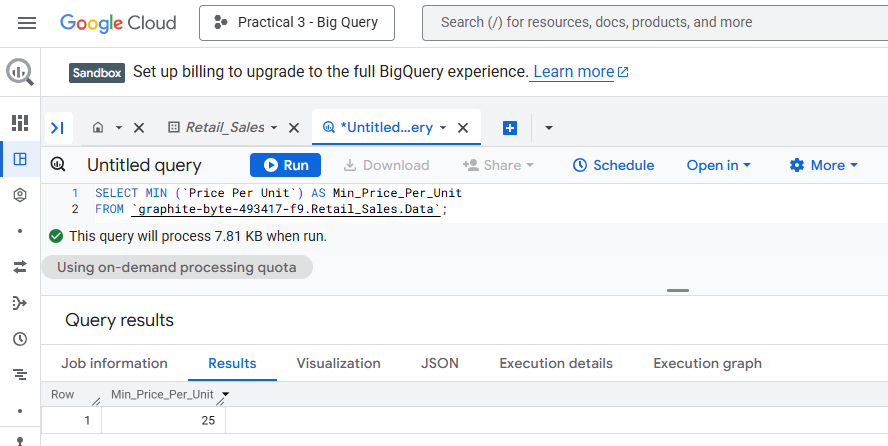 Google Cloud
Practical 3 - Big Query
Search (/) for resources, docs, products, and more
Sandbox Set up billing to upgrade to the full BigQuery experience. Learn more
Retail_Sales
*Untitled...ery
Untitled query
Run
Download
Share
Schedule
Open in
More
1 SELECT MIN (`Price Per Unit`) AS Min_Price_Per_Unit
2 FROM `graphite-byte-493417-f9.Retail_Sales.Data`;
This query will process 7.81 KB when run.
Using on-demand processing quota
Query results
Job information Results Visualization JSON Execution details Execution graph
Row Min_Price_Per_Unit
1 25